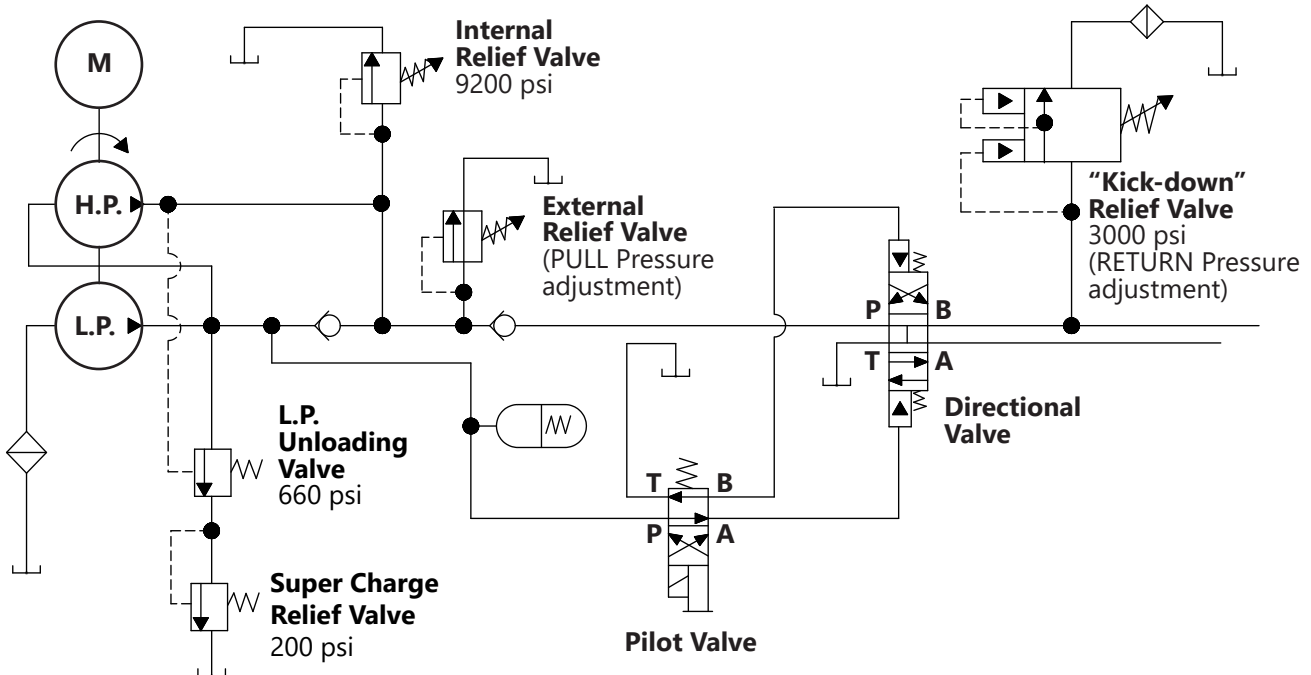 M
H.P.
L.P.
Internal
Relief Valve
9200 psi
External
Relief Valve
(PULL Pressure
adjustment)
“Kick-down”
Relief Valve
3000 psi
(RETURN Pressure
adjustment)
P
B
T
A
Directional
Valve
L.P.
Unloading
Valve
660 psi
T
B
P
A
Pilot Valve
Super Charge
Relief Valve
200 psi